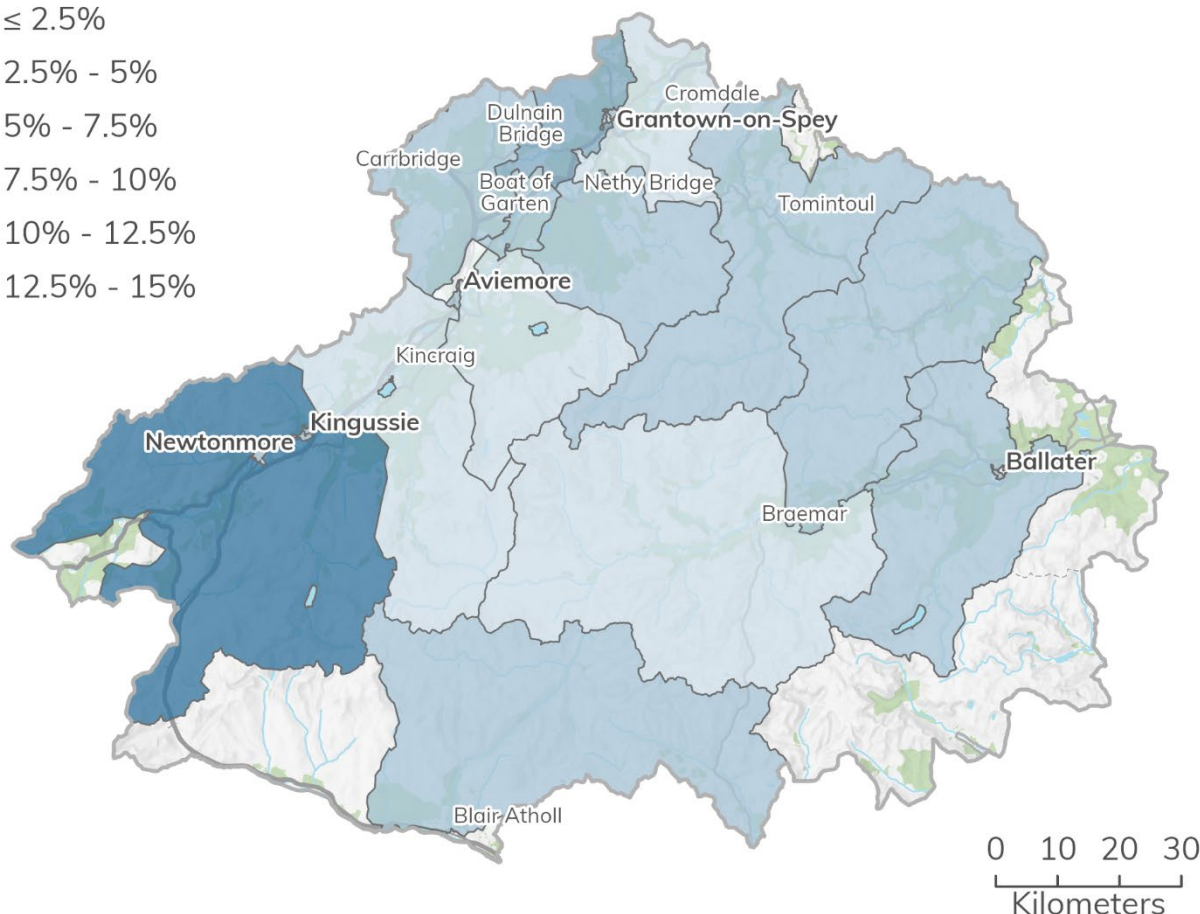 ≤ 2.5%
2.5% - 5%
5% - 7.5%
7.5% - 10%
10% - 12.5%
12.5% - 15%
Cromdale
Dulnain
Bridge
Grantown-on-Spey
Carrbridge
Boat of
Garten
Nethy Bridge
Tomintoul
Aviemore
Kincraig
Kingussie
Newtonmore
Ballater
Braemar
Blair Atholl
0 10 20 30
Kilometers